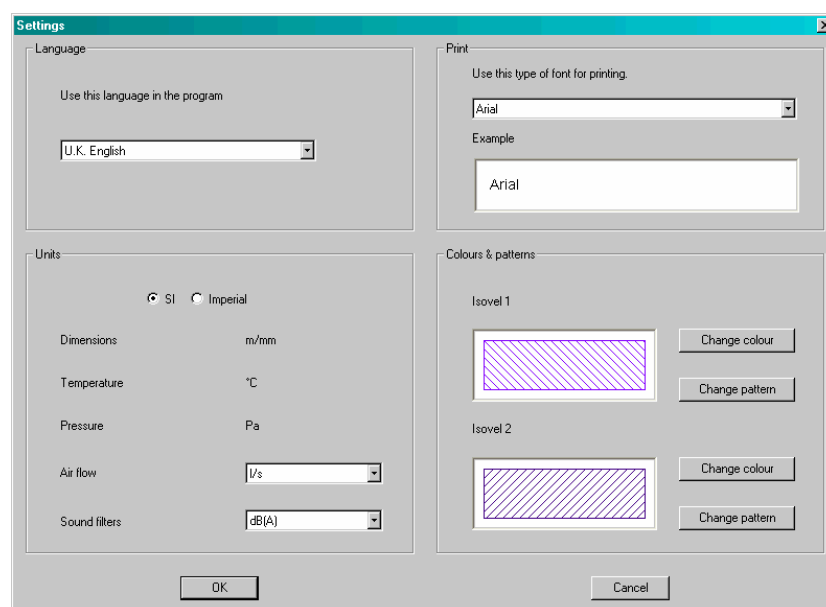 Settings
Language
Use this language in the program
U.K. English
Print
Use this type of font for printing.
Arial
Example
Arial
Units
SI Imperial
Dimensions m/mm
Temperature °C
Pressure Pa
Air flow l/s
Sound filters dB(A)
Colours & patterns
Isovel 1
Change colour
Change pattern
Isovel 2
Change colour
Change pattern
OK
Cancel